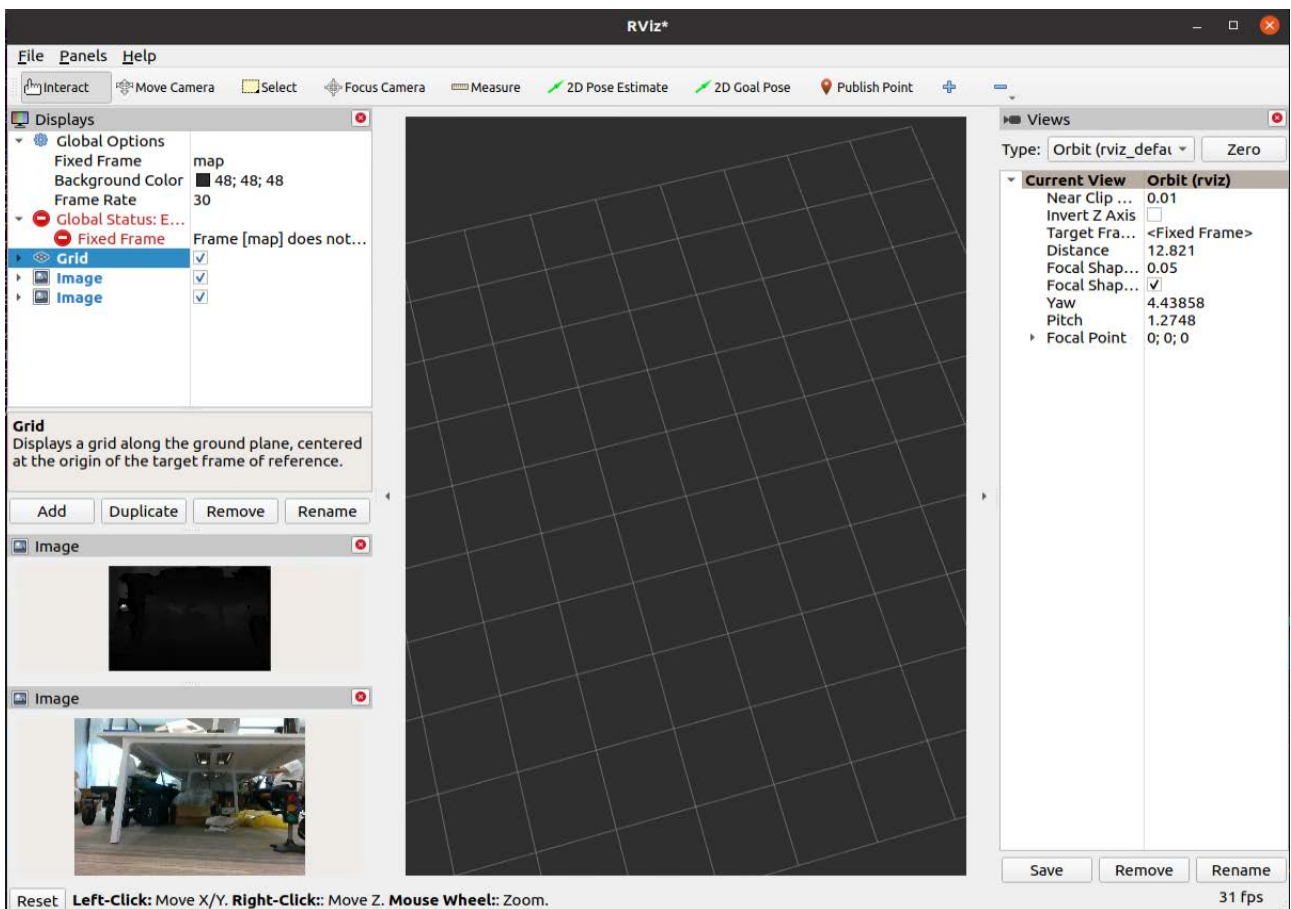 RViz*
File Panels Help
Interact Move Camera Select Focus Camera Measure 2D Pose Estimate 2D Goal Pose Publish Point
Displays
Global Options
Fixed Frame map
Background Color 48; 48; 48
Frame Rate 30
Global Status: E...
Fixed Frame Frame [map] does not...
Grid
Image
Image
Grid
Displays a grid along the ground plane, centered
at the origin of the target frame of reference.
Add Duplicate Remove Rename
Image
Image
Views
Type: Orbit (rviz_defau Zero
Current View Orbit (rviz)
Near Clip ... 0.01
Invert Z Axis
Target Fra... <Fixed Frame>
Distance 12.821
Focal Shap... 0.05
Focal Shap...
Yaw 4.43858
Pitch 1.2748
Focal Point 0; 0; 0
Save Remove Rename
Reset Left-Click: Move X/Y. Right-Click:: Move Z. Mouse Wheel:: Zoom. 31 fps